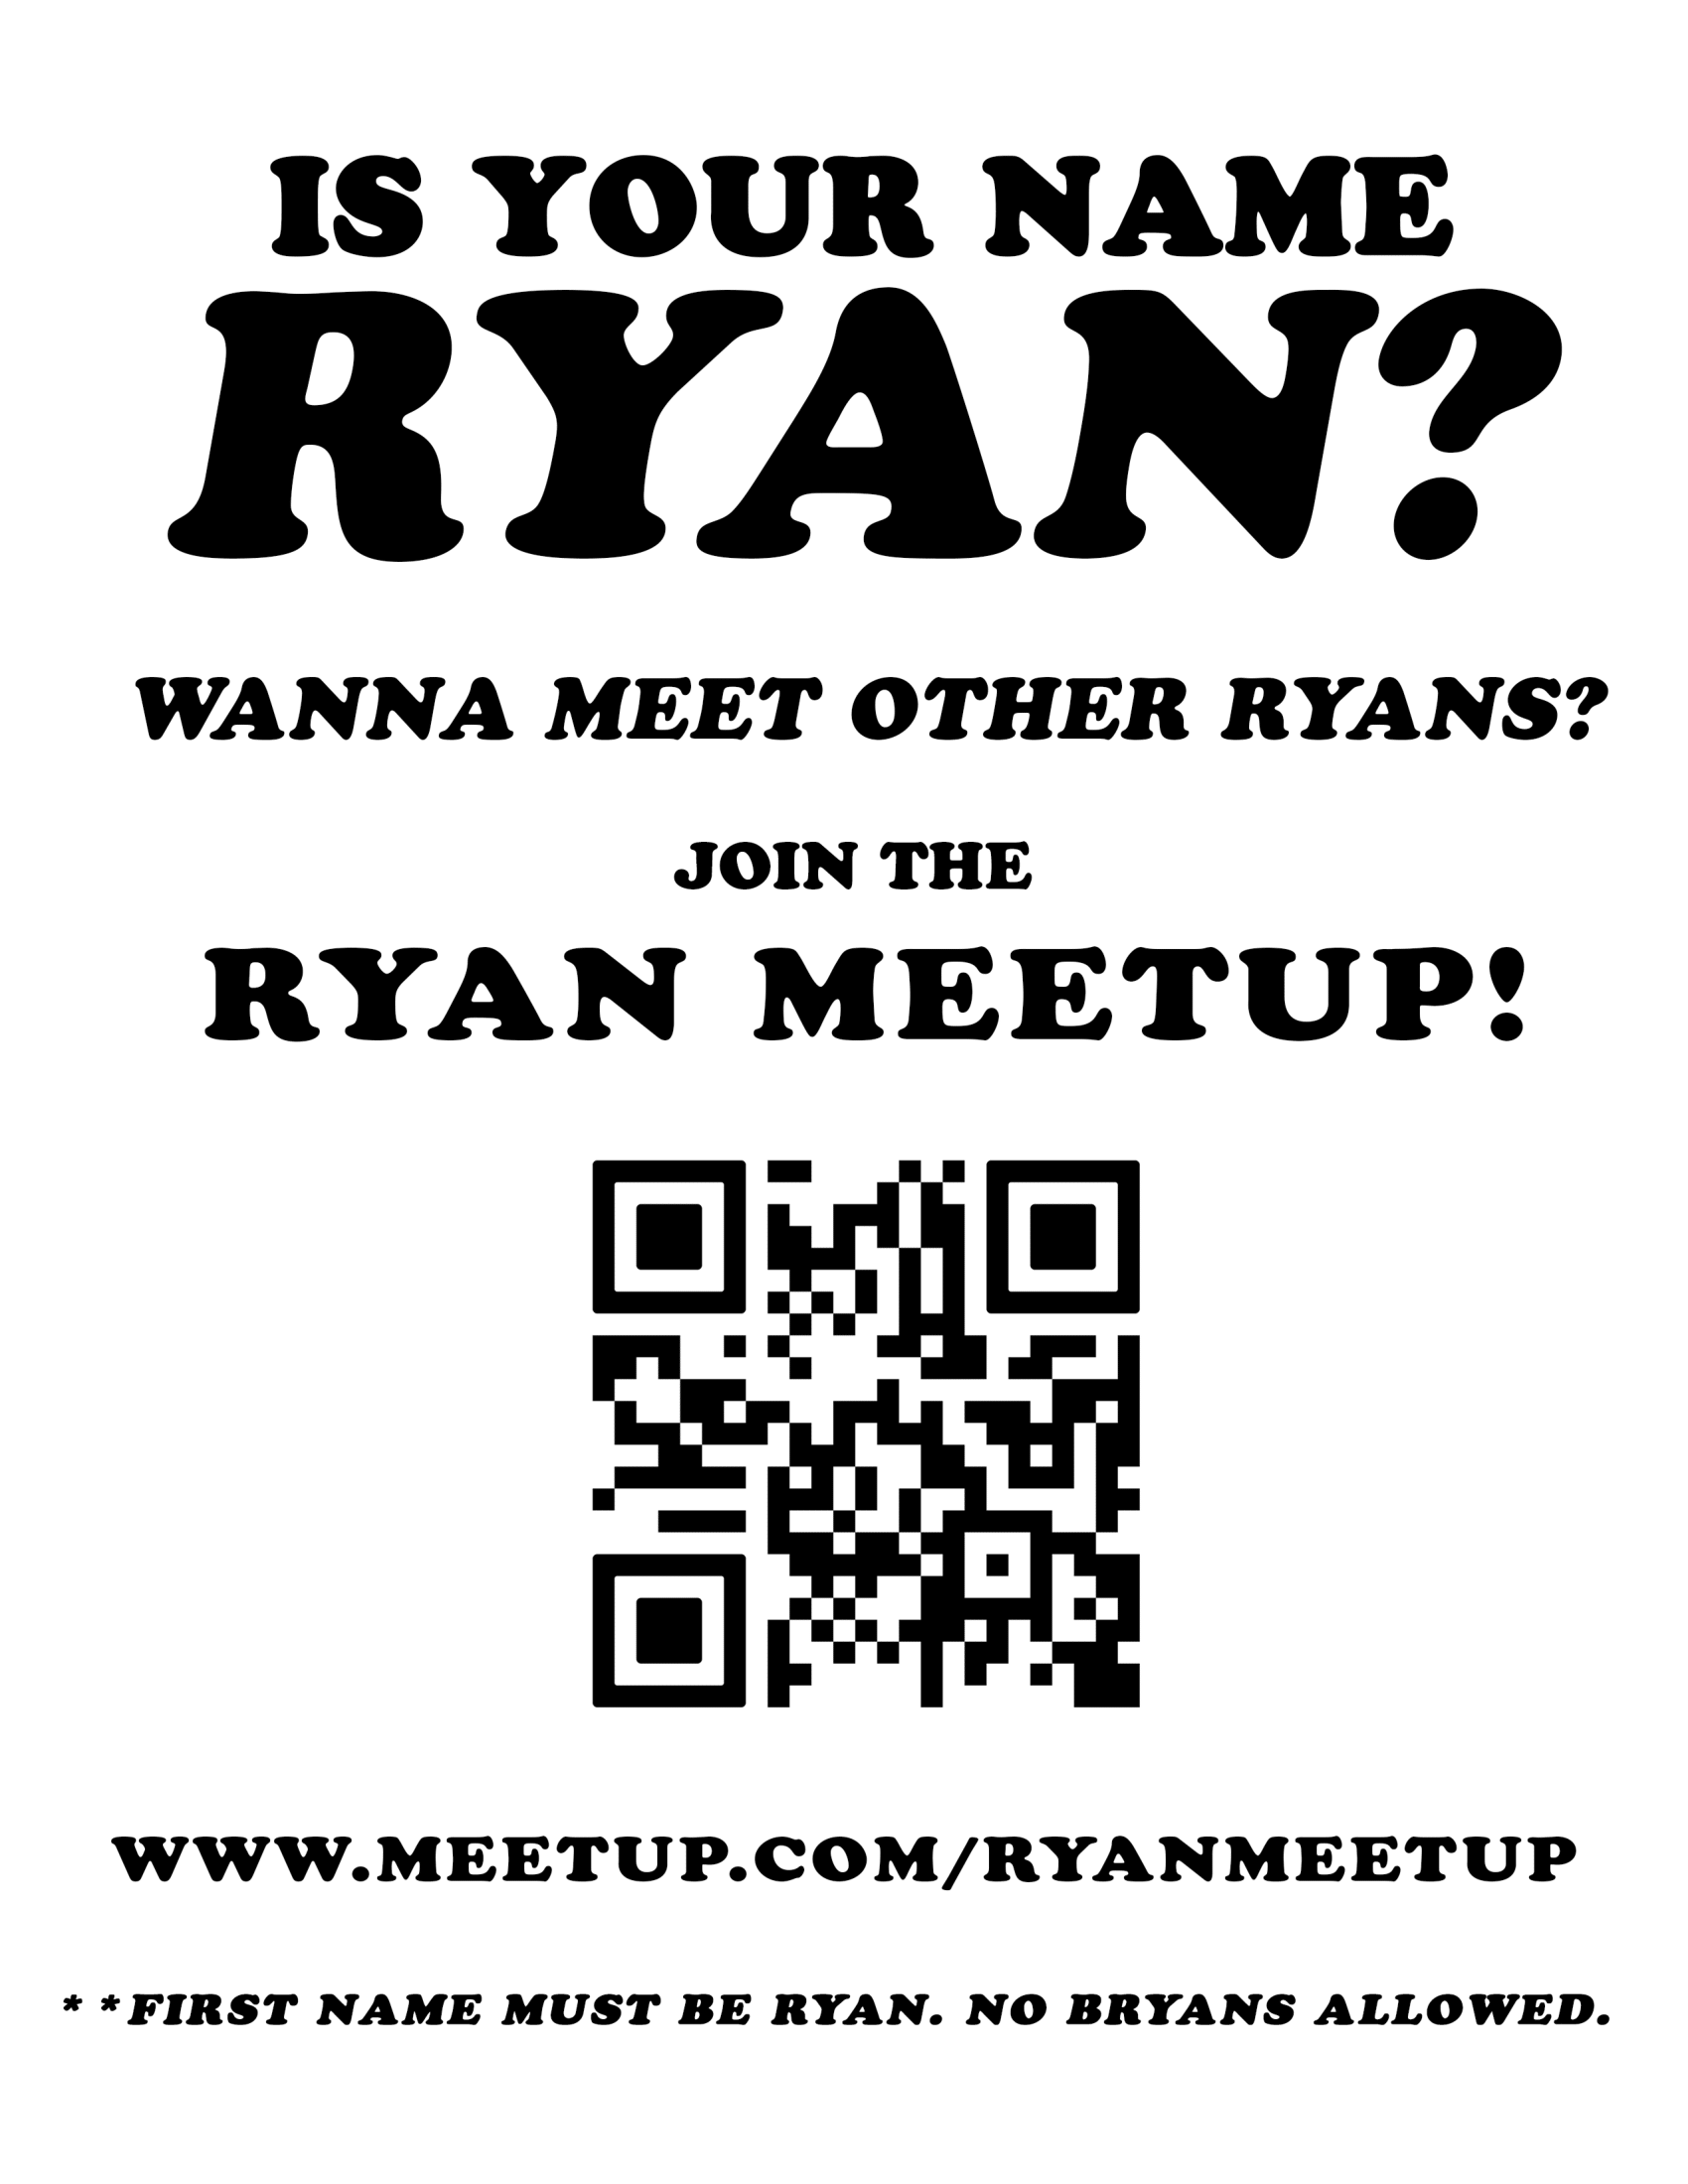 IS YOUR NAME
RYAN?
WANNA MEET OTHER RYANS?
JOIN THE
RYAN MEETUP!
WWW.MEETUP.COM/RYANMEETUP
**FIRST NAME MUST BE RYAN. NO BRYANS ALLOWED.